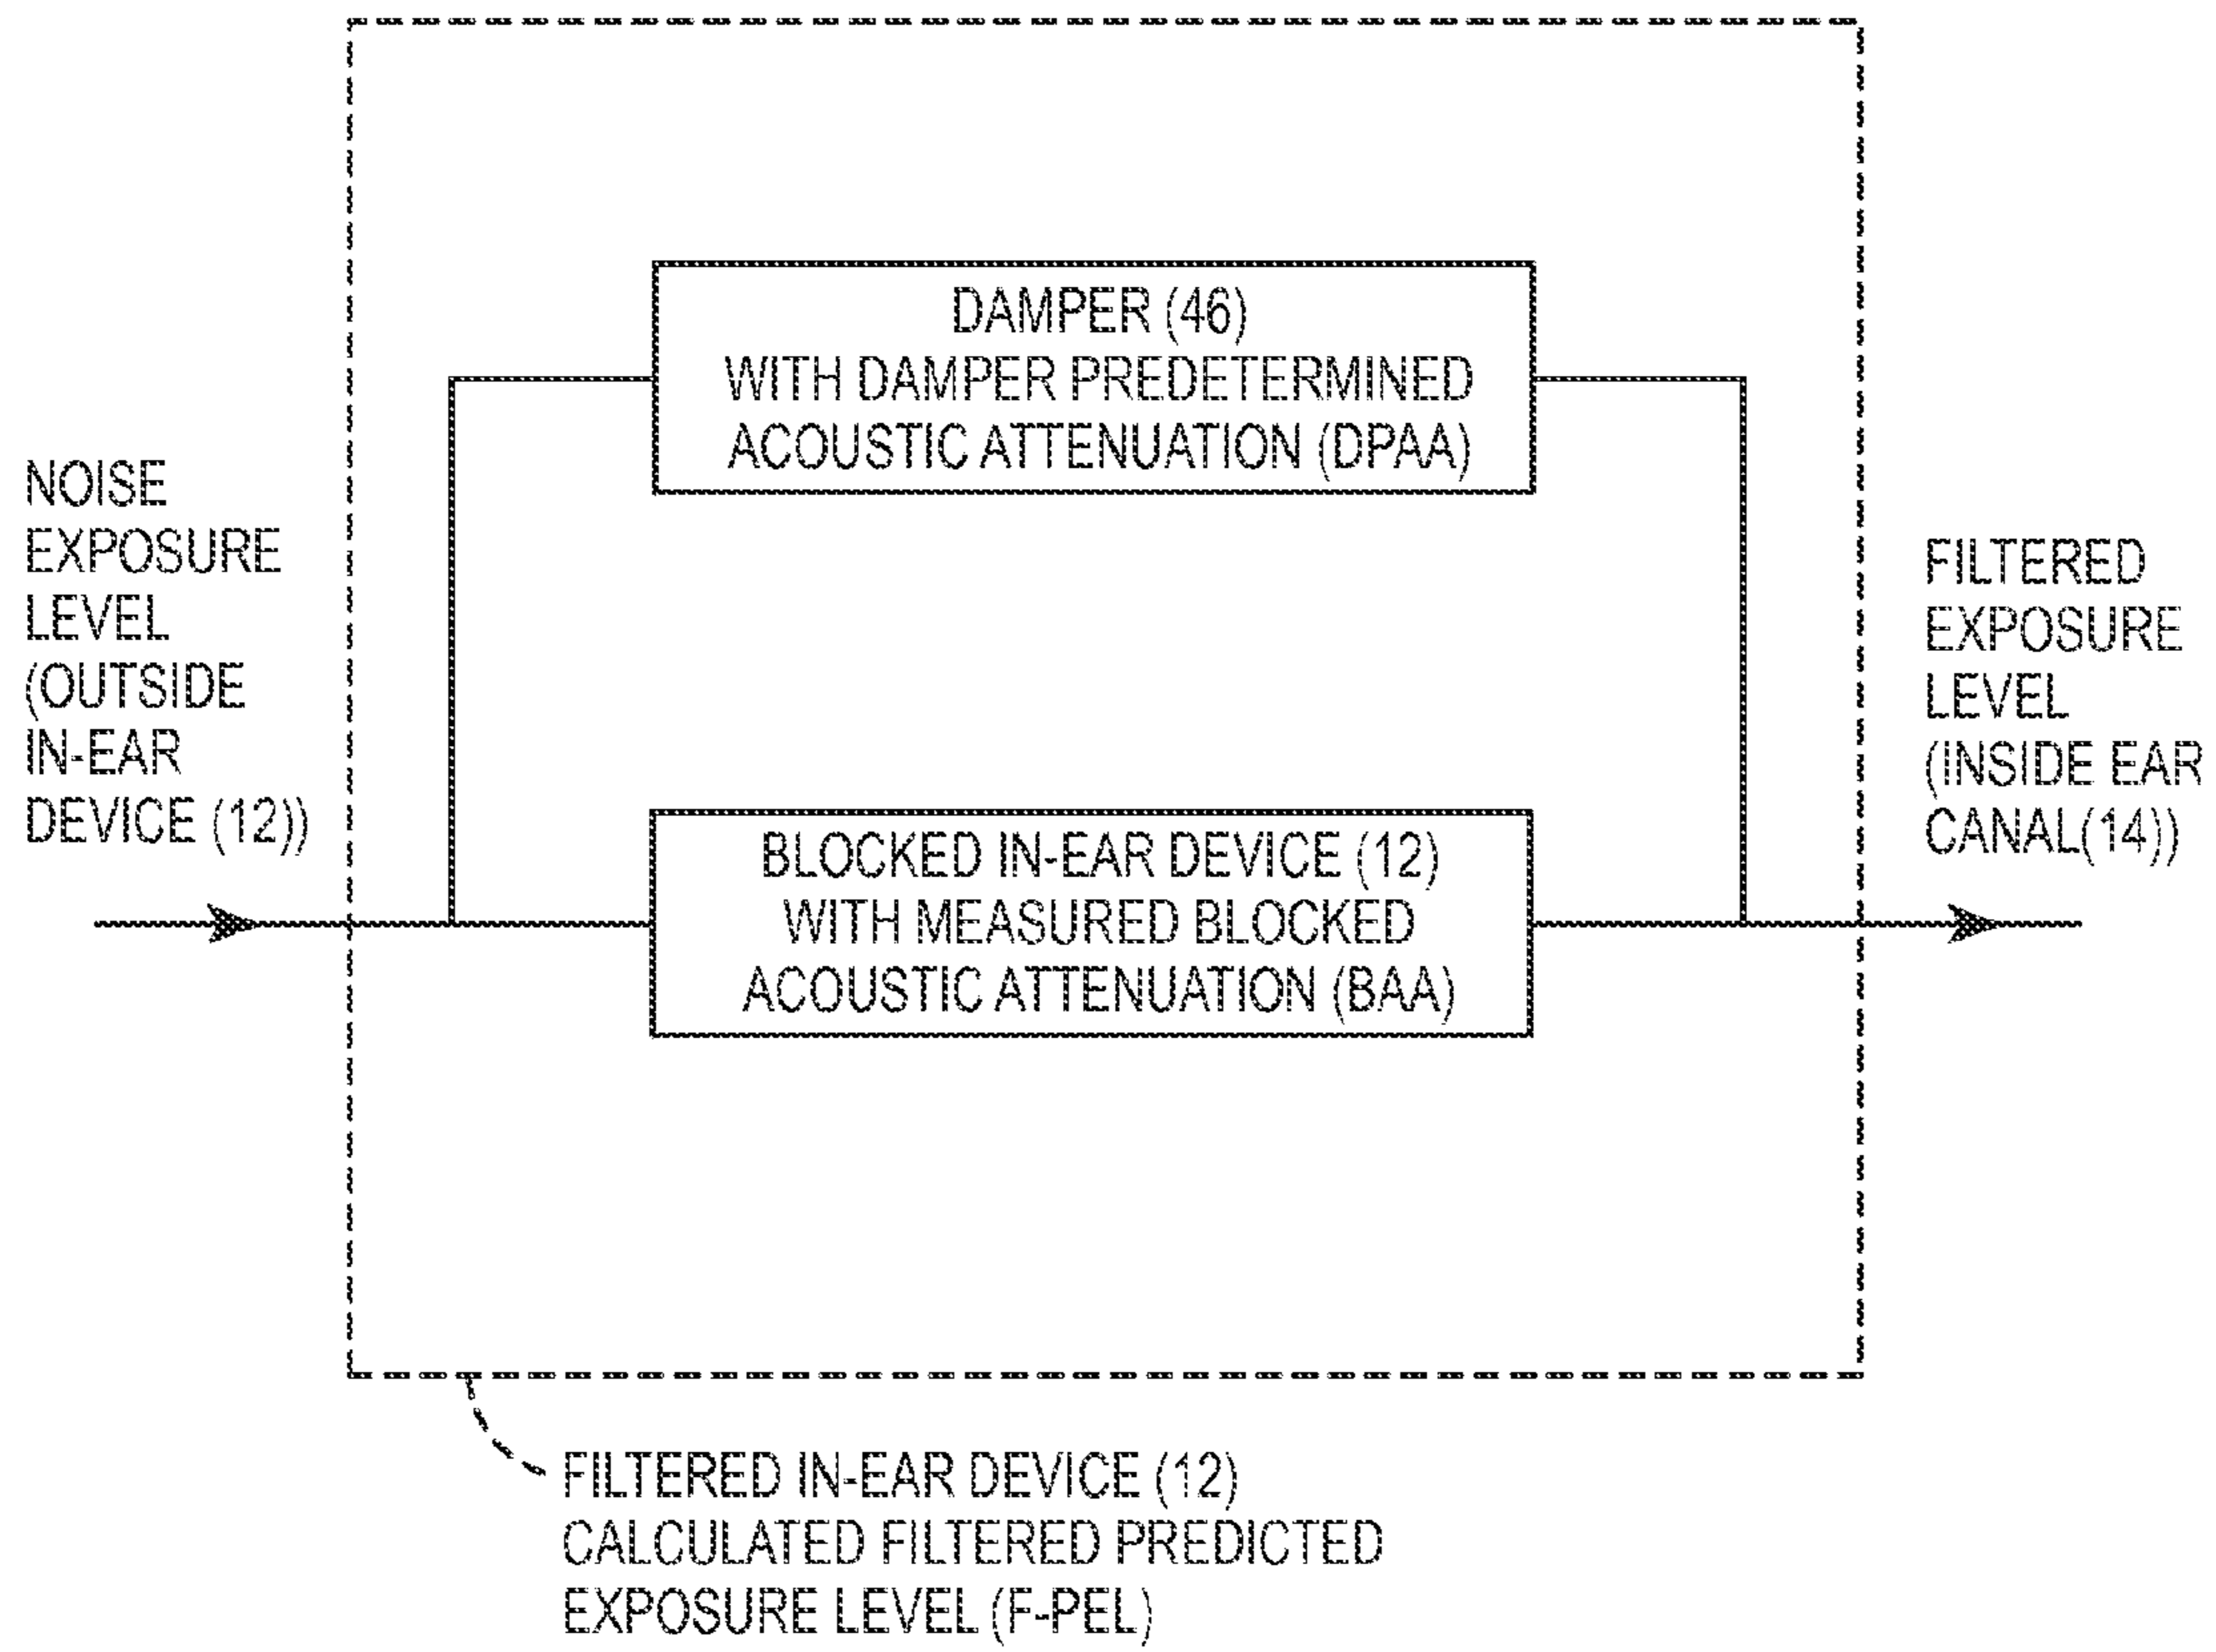 DAMPER (46)
WITH DAMPER PREDETERMINED
ACOUSTIC ATTENUATION (DPAA)
NOISE
EXPOSURE
LEVEL
(OUTSIDE
IN-EAR
DEVICE (12))
BLOCKED IN-EAR DEVICE (12)
WITH MEASURED BLOCKED
ACOUSTIC ATTENUATION (BAA)
FILTERED
EXPOSURE
LEVEL
(INSIDE EAR
CANAL(14))
FILTERED IN-EAR DEVICE (12)
CALCULATED FILTERED PREDICTED
EXPOSURE LEVEL (F-PEL)